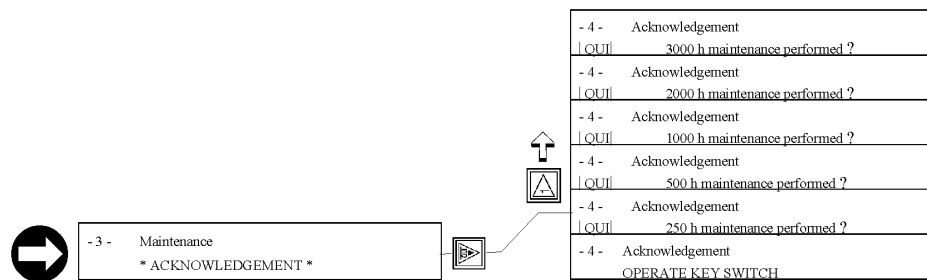 - 4 - Acknowledgement
| QUI| 3000 h maintenance performed ?
- 4 - Acknowledgement
| QUI| 2000 h maintenance performed ?
- 4 - Acknowledgement
| QUI| 1000 h maintenance performed ?
- 4 - Acknowledgement
| QUI| 500 h maintenance performed ?
- 4 - Acknowledgement
| QUI| 250 h maintenance performed ?
- 4 - Acknowledgement
OPERATE KEY SWITCH
- 3 - Maintenance
* ACKNOWLEDGEMENT *